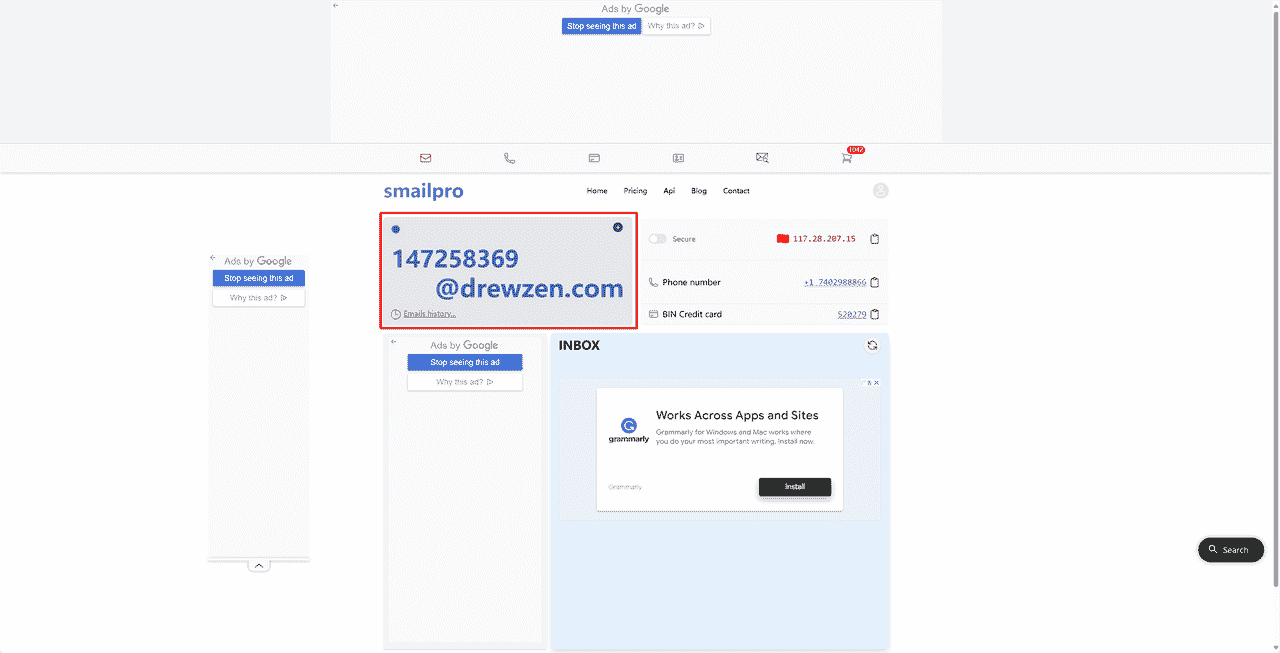 Ads by Google
Stop seeing this ad
Why this ad?
1042
smailpro
Home
Pricing
Api
Blog
Contact
147258369
@drewzen.com
Emails history...
Secure
117.28.207.15
Phone number
+1 7402988866
BIN Credit card
520279
Ads by Google
Stop seeing this ad
Why this ad?
Ads by Google
Stop seeing this ad
Why this ad?
INBOX
grammarly
Works Across Apps and Sites
Grammarly for Windows and Mac works where
you do your most important writing. Install now.
Grammarly
Install
Search